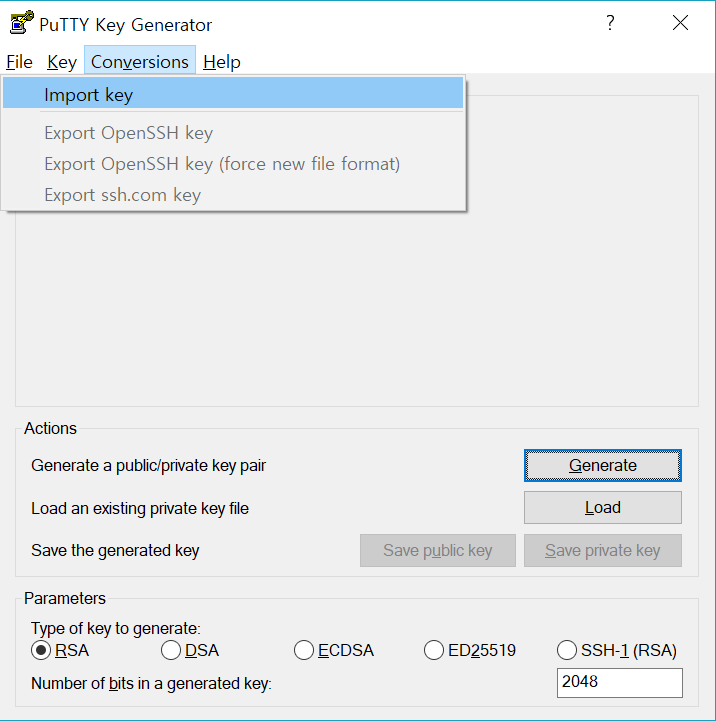 PuTTY Key Generator ?
File Key Conversions Help
Import key
Export OpenSSH key
Export OpenSSH key (force new file format)
Export ssh.com key
Actions
Generate a public/private key pair Generate
Load an existing private key file Load
Save the generated key Save public key Save private key
Parameters
Type of key to generate:
RSA DSA ECDSA ED25519 SSH-1 (RSA)
Number of bits in a generated key: 2048